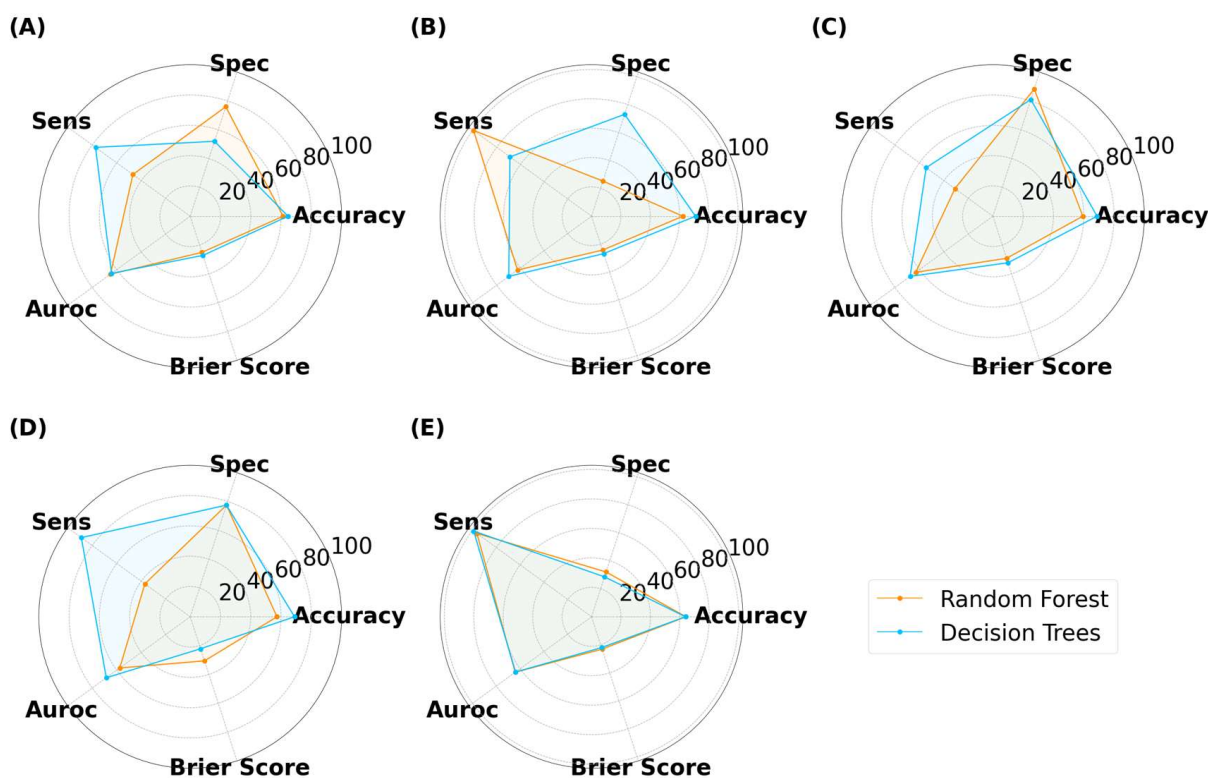 (A)
Spec
Sens
100
80
60
40
20
Accuracy
Auroc
Brier Score
(B)
Spec
Sens
100
80
60
40
20
Accuracy
Auroc
Brier Score
(C)
Spec
Sens
100
80
60
40
20
Accuracy
Auroc
Brier Score
(D)
Spec
Sens
100
80
60
40
20
Accuracy
Auroc
Brier Score
(E)
Spec
Sens
100
80
60
40
20
Accuracy
Auroc
Brier Score
Random Forest
Decision Trees